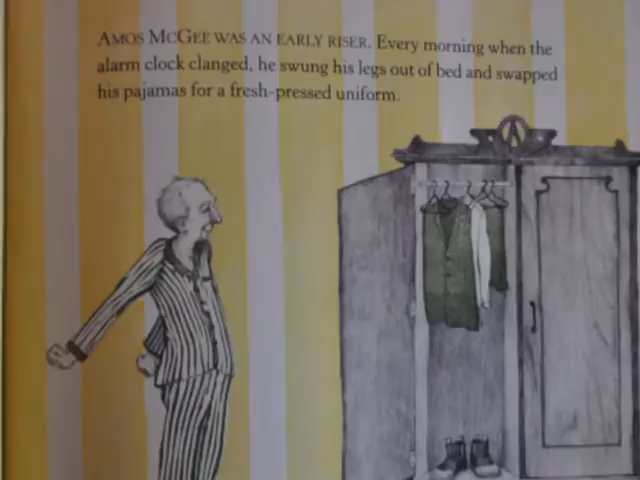 AMOS MCGEE WAS AN EARLY RISER. Every morning when the
alarm clock clanged, he swung his legs out of bed and swapped
his pajamas for a fresh-pressed uniform.
A